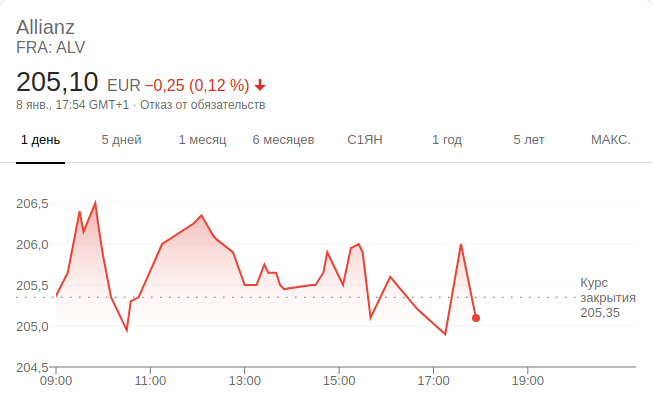 Allianz
FRA: ALV
205,10 EUR −0,25 (0,12 %)
8 янв., 17:54 GMT+1 · Отказ от обязательств
1 день 5 дней 1 месяц 6 месяцев С1ЯН 1 год 5 лет МАКС.
206,5
206,0
205,5
205,0
204,5
Курс
закрытия
205,35
09:00 11:00 13:00 15:00 17:00 19:00